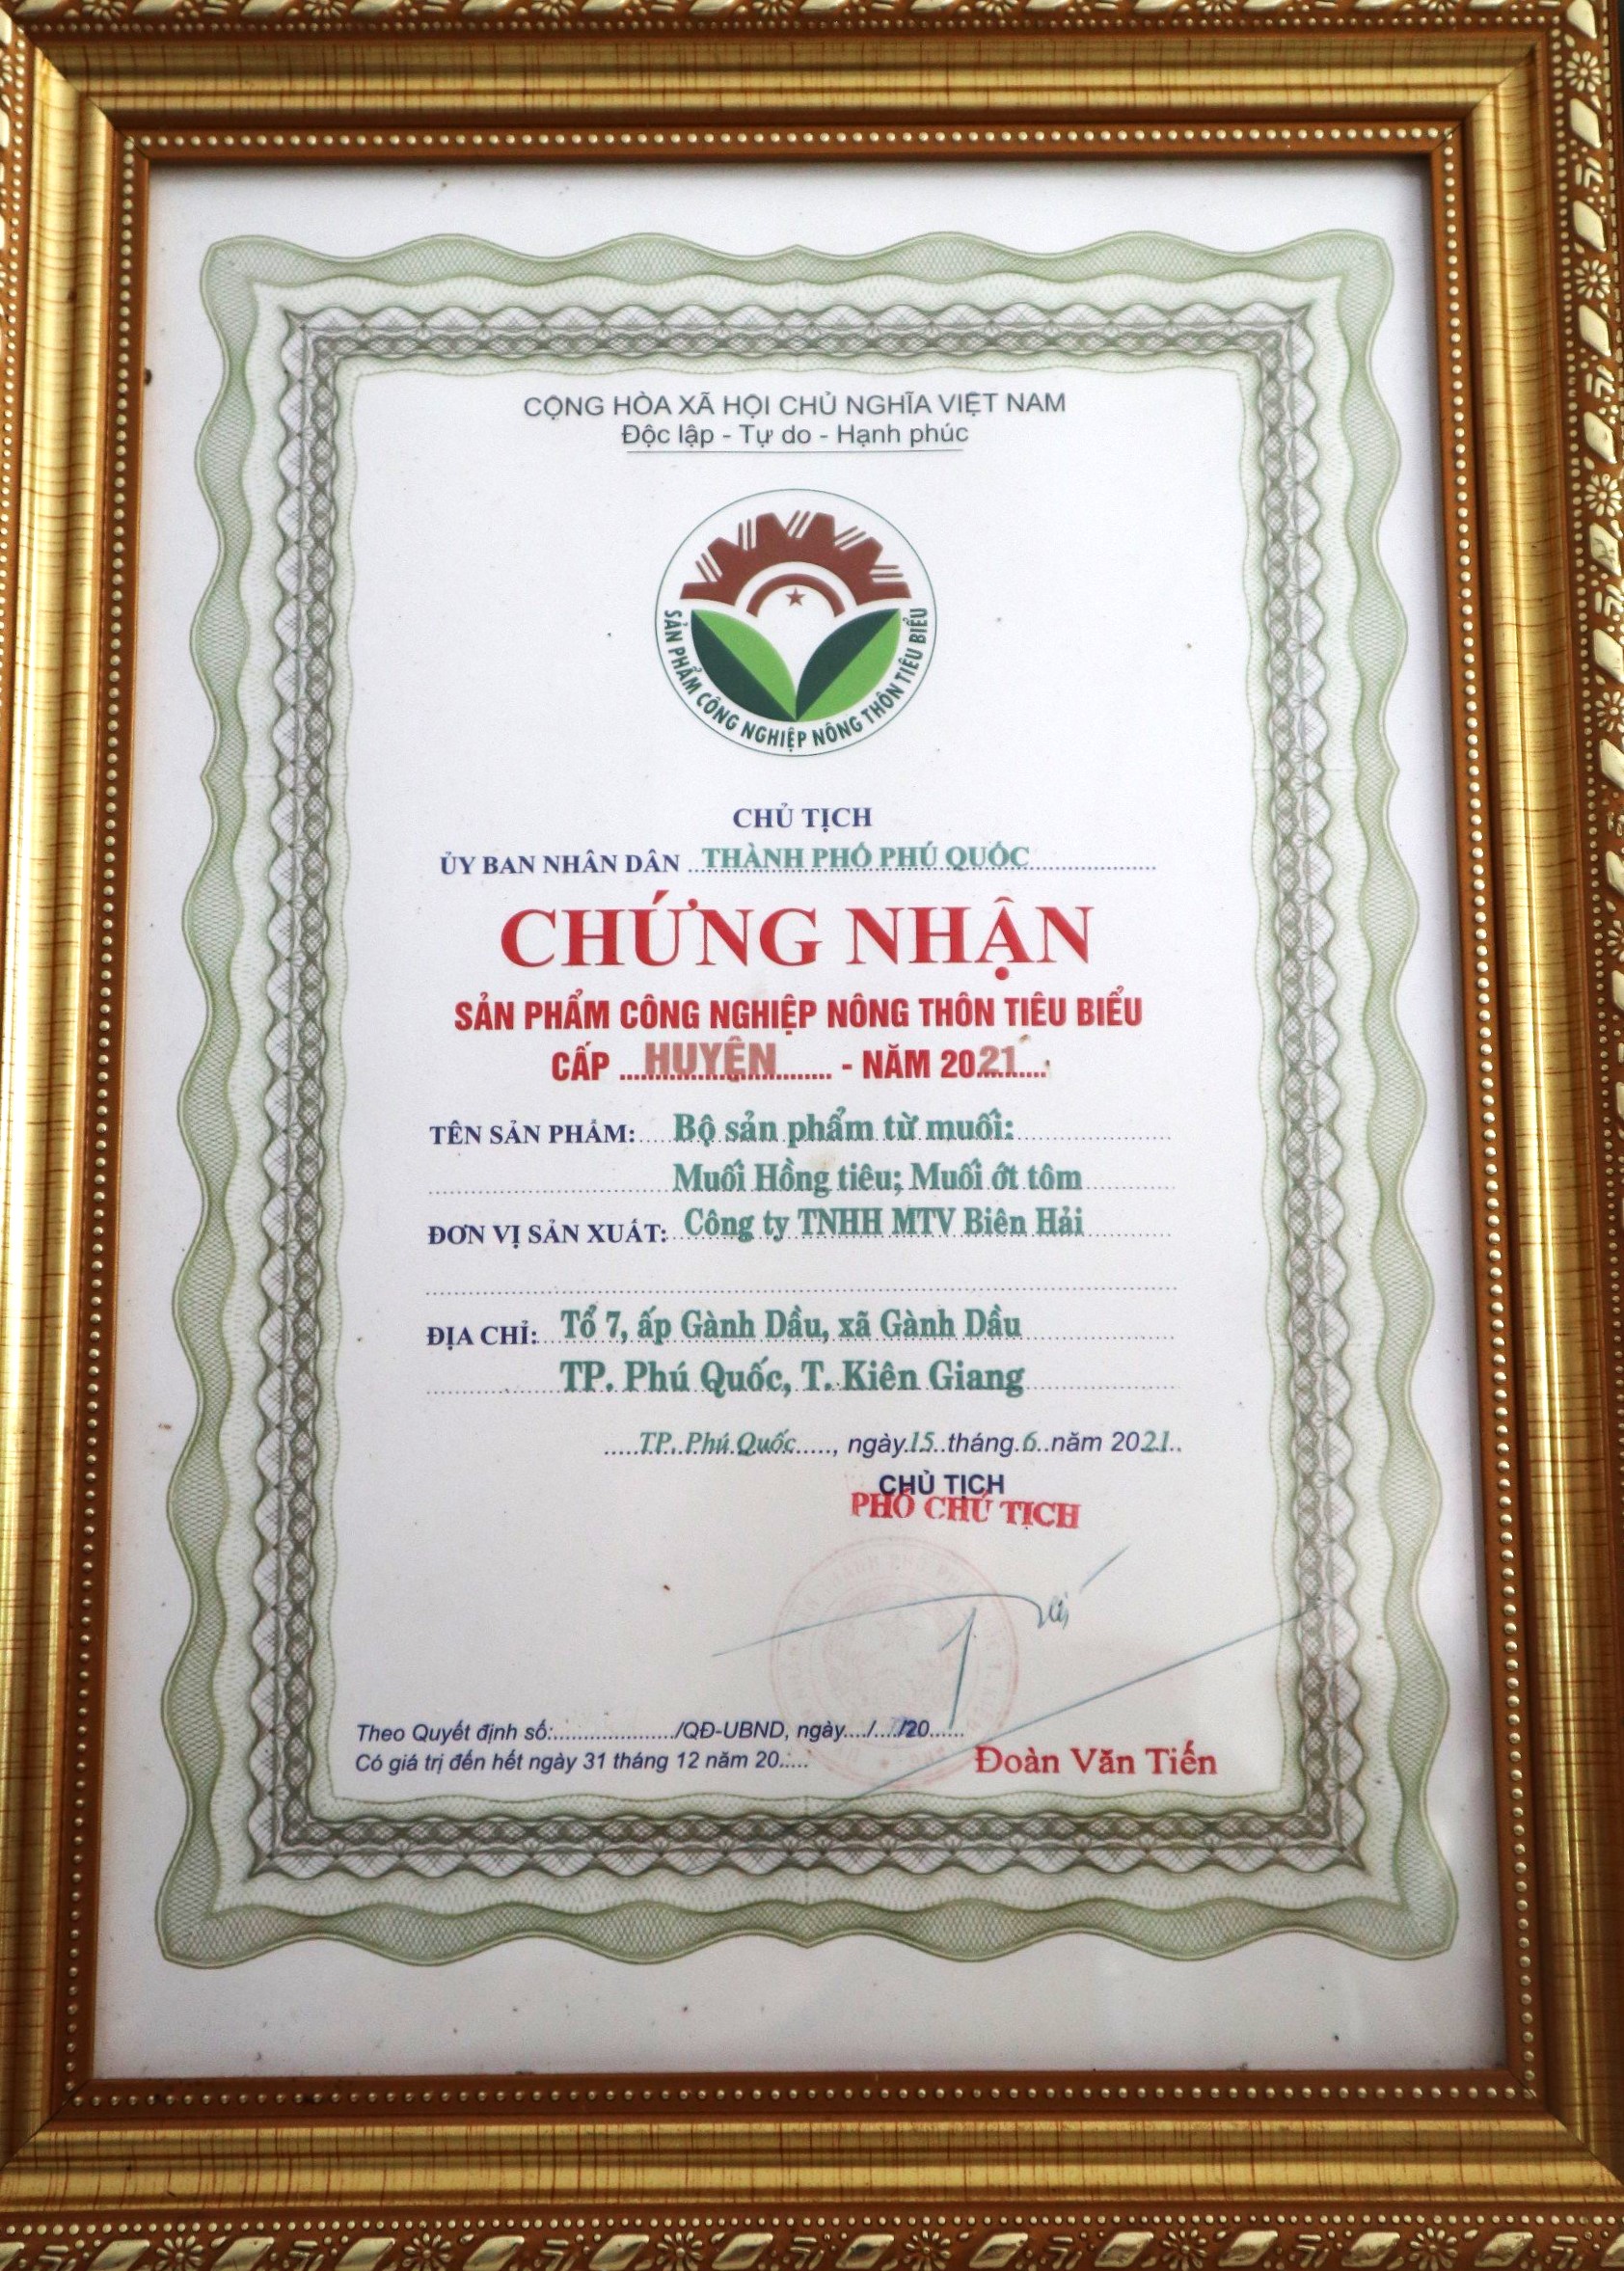 CỘNG HÒA XÃ HỘI CHỦ NGHĨA VIỆT NAM
Độc lập - Tự do - Hạnh phúc
SẢN PHẨM CÔNG NGHIỆP NÔNG THÔN TIÊU BIỂU
CHỦ TỊCH
ỦY BAN NHÂN DÂN THÀNH PHỐ PHÚ QUỐC
CHỨNG NHẬN
SẢN PHẨM CÔNG NGHIỆP NÔNG THÔN TIÊU BIỂU
CẤP ...HUYỆN... - NĂM 2021
TÊN SẢN PHẨM: Bộ sản phẩm từ muối:
Muối Hồng tiêu; Muối ớt tôm
ĐƠN VỊ SẢN XUẤT: Công ty TNHH MTV Biên Hải
ĐỊA CHỈ: Tổ 7, ấp Gành Dầu, xã Gành Dầu
TP. Phú Quốc, T. Kiên Giang
TP. Phú Quốc, ngày 15 tháng 6 năm 2021
CHỦ TỊCH
PHÓ CHỦ TỊCH
Theo Quyết định số:....................../QĐ-UBND, ngày..../..../20......
Có giá trị đến hết ngày 31 tháng 12 năm 20.....
Đoàn Văn Tiến